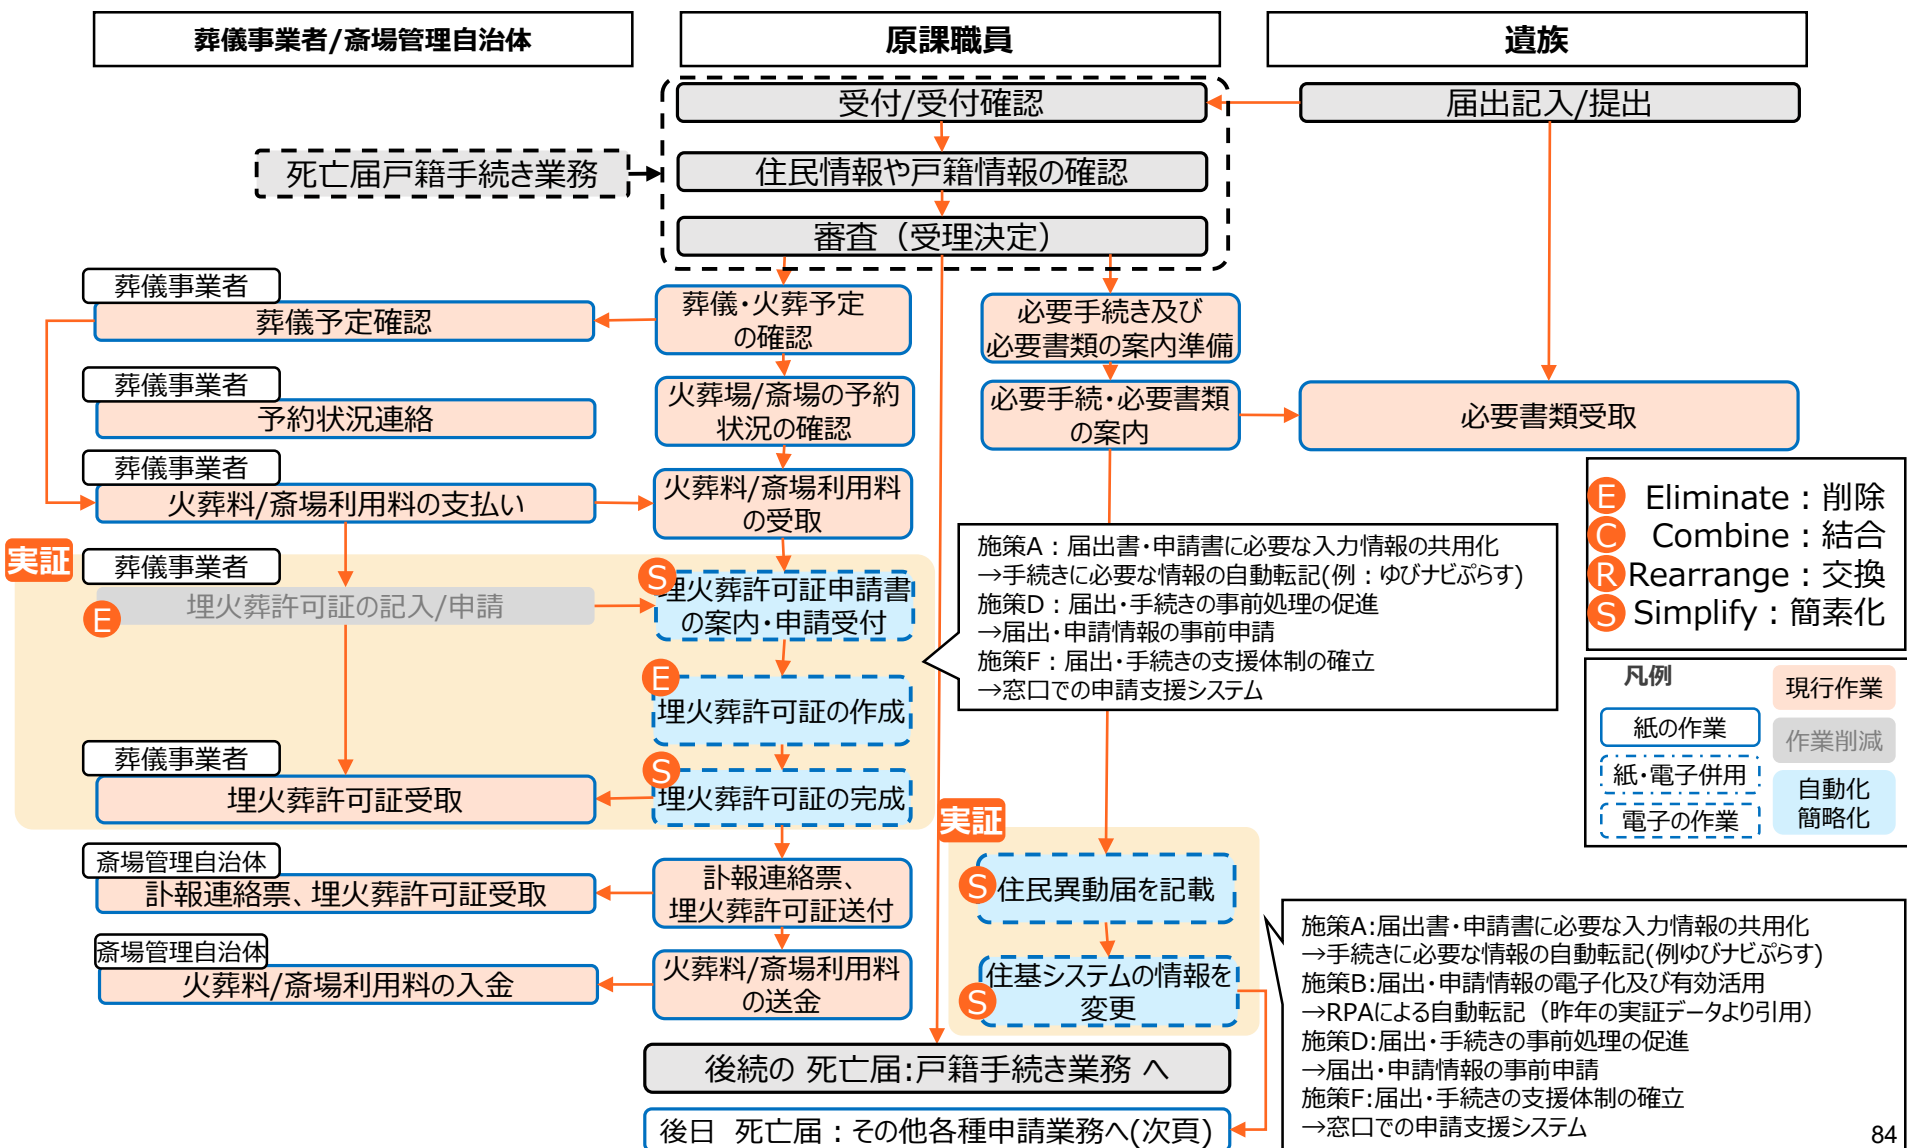 葬儀事業者/斎場管理自治体
原課職員
遺族
受付/受付確認
届出記入/提出
死亡届戸籍手続き業務
住民情報や戸籍情報の確認
審査（受理決定）
葬儀事業者
葬儀予定確認
葬儀・火葬予定
の確認
必要手続き及び
必要書類の案内準備
葬儀事業者
予約状況連絡
火葬場/斎場の予約
状況の確認
必要手続・必要書類
の案内
必要書類受取
葬儀事業者
火葬料/斎場利用料の支払い
火葬料/斎場利用料
の受取
E Eliminate：削除
C Combine：結合
R Rearrange：交換
S Simplify：簡素化
実証
葬儀事業者
E
埋火葬許可証の記入/申請
S
埋火葬許可証申請書
の案内・申請受付
施策A：届出書・申請書に必要な入力情報の共用化
→手続きに必要な情報の自動転記(例：ゆびナビぷらす)
施策D：届出・手続きの事前処理の促進
→届出・申請情報の事前申請
施策F：届出・手続きの支援体制の確立
→窓口での申請支援システム
凡例
現行作業
紙の作業
作業削減
紙・電子併用
自動化
簡略化
電子の作業
E
埋火葬許可証の作成
葬儀事業者
埋火葬許可証受取
S
埋火葬許可証の完成
実証
斎場管理自治体
訃報連絡票、埋火葬許可証受取
訃報連絡票、
埋火葬許可証送付
S
住民異動届を記載
斎場管理自治体
火葬料/斎場利用料の入金
火葬料/斎場利用料
の送金
S
住基システムの情報を
変更
施策A:届出書・申請書に必要な入力情報の共用化
→手続きに必要な情報の自動転記(例ゆびナビぷらす)
施策B:届出・申請情報の電子化及び有効活用
→RPAによる自動転記（昨年の実証データより引用）
施策D:届出・手続きの事前処理の促進
→届出・申請情報の事前申請
施策F:届出・手続きの支援体制の確立
→窓口での申請支援システム
後続の 死亡届:戸籍手続き業務 へ
後日 死亡届：その他各種申請業務へ(次頁)
84